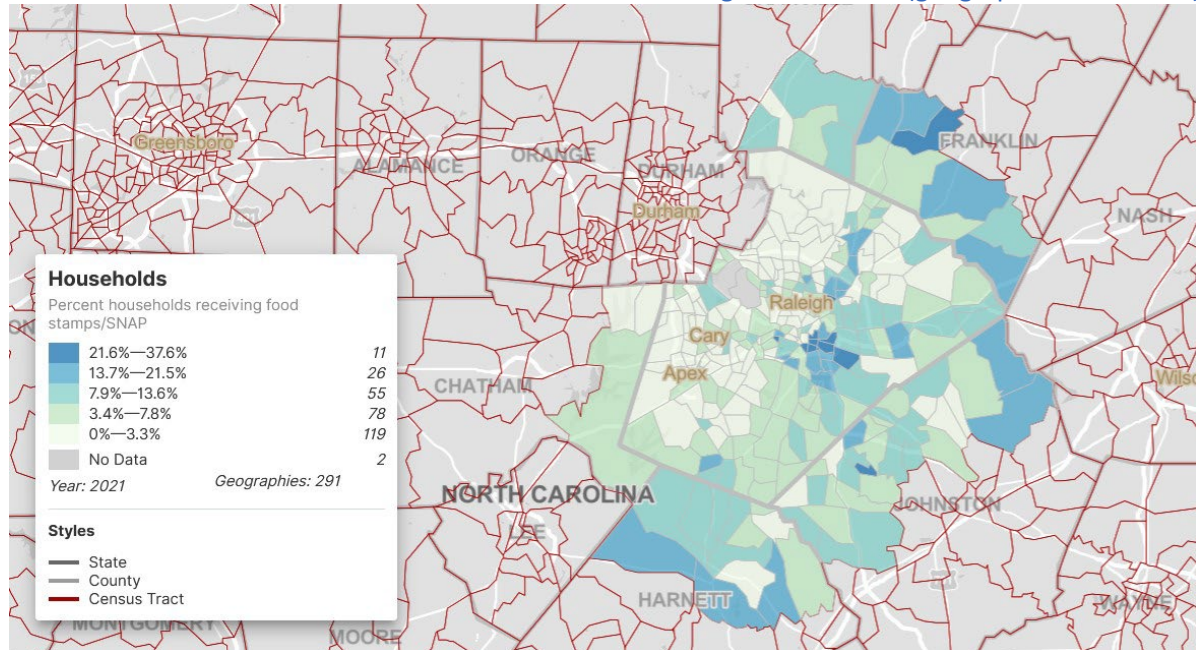 Greensboro
ALAMANCE
ORANGE
DURHAM
Durham
FRANKLIN
NASH
Raleigh
Cary
Apex
CHATHAM
NORTH CAROLINA
LEE
JOHNSTON
HARNETT
MONTGOMERY
MOORE
WAYNE
Households
Percent households receiving food
stamps/SNAP
21.6%—37.6% 11
13.7%—21.5% 26
7.9%—13.6% 55
3.4%—7.8% 78
0%—3.3% 119
No Data 2
Year: 2021 Geographies: 291
Styles
State
County
Census Tract